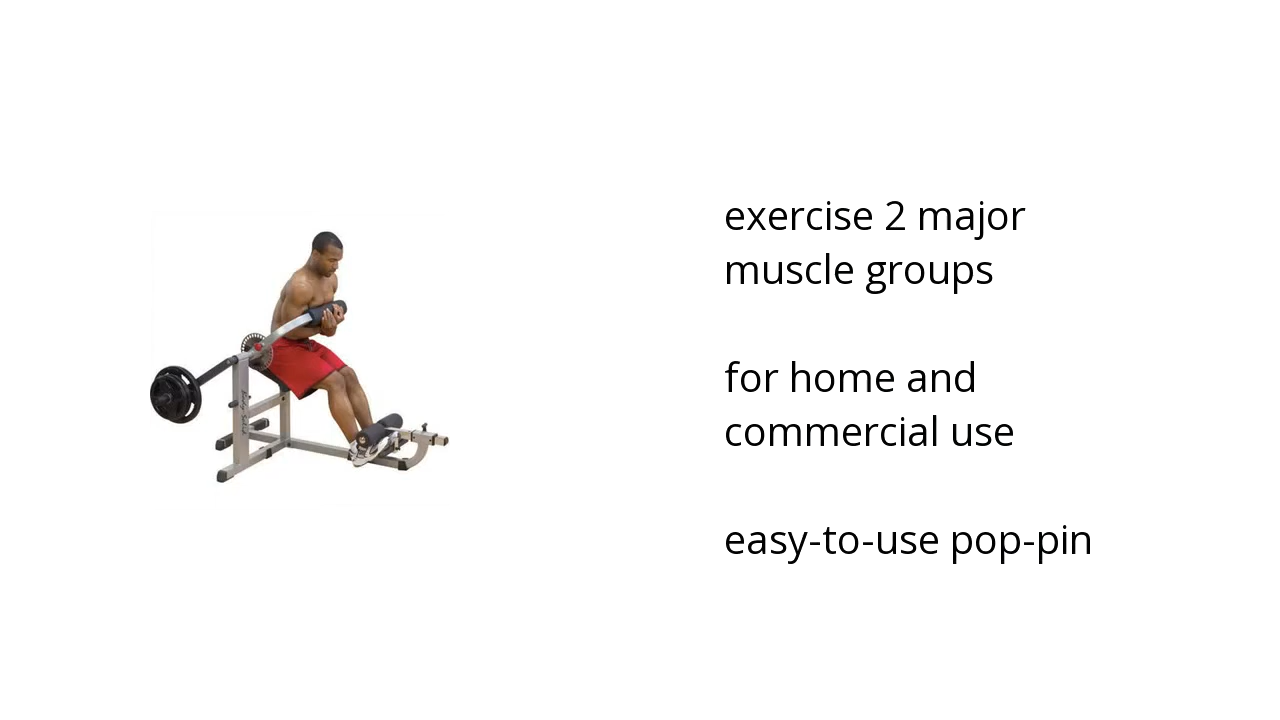 exercise 2 major
muscle groups
for home and
commercial use
easy-to-use pop-pin